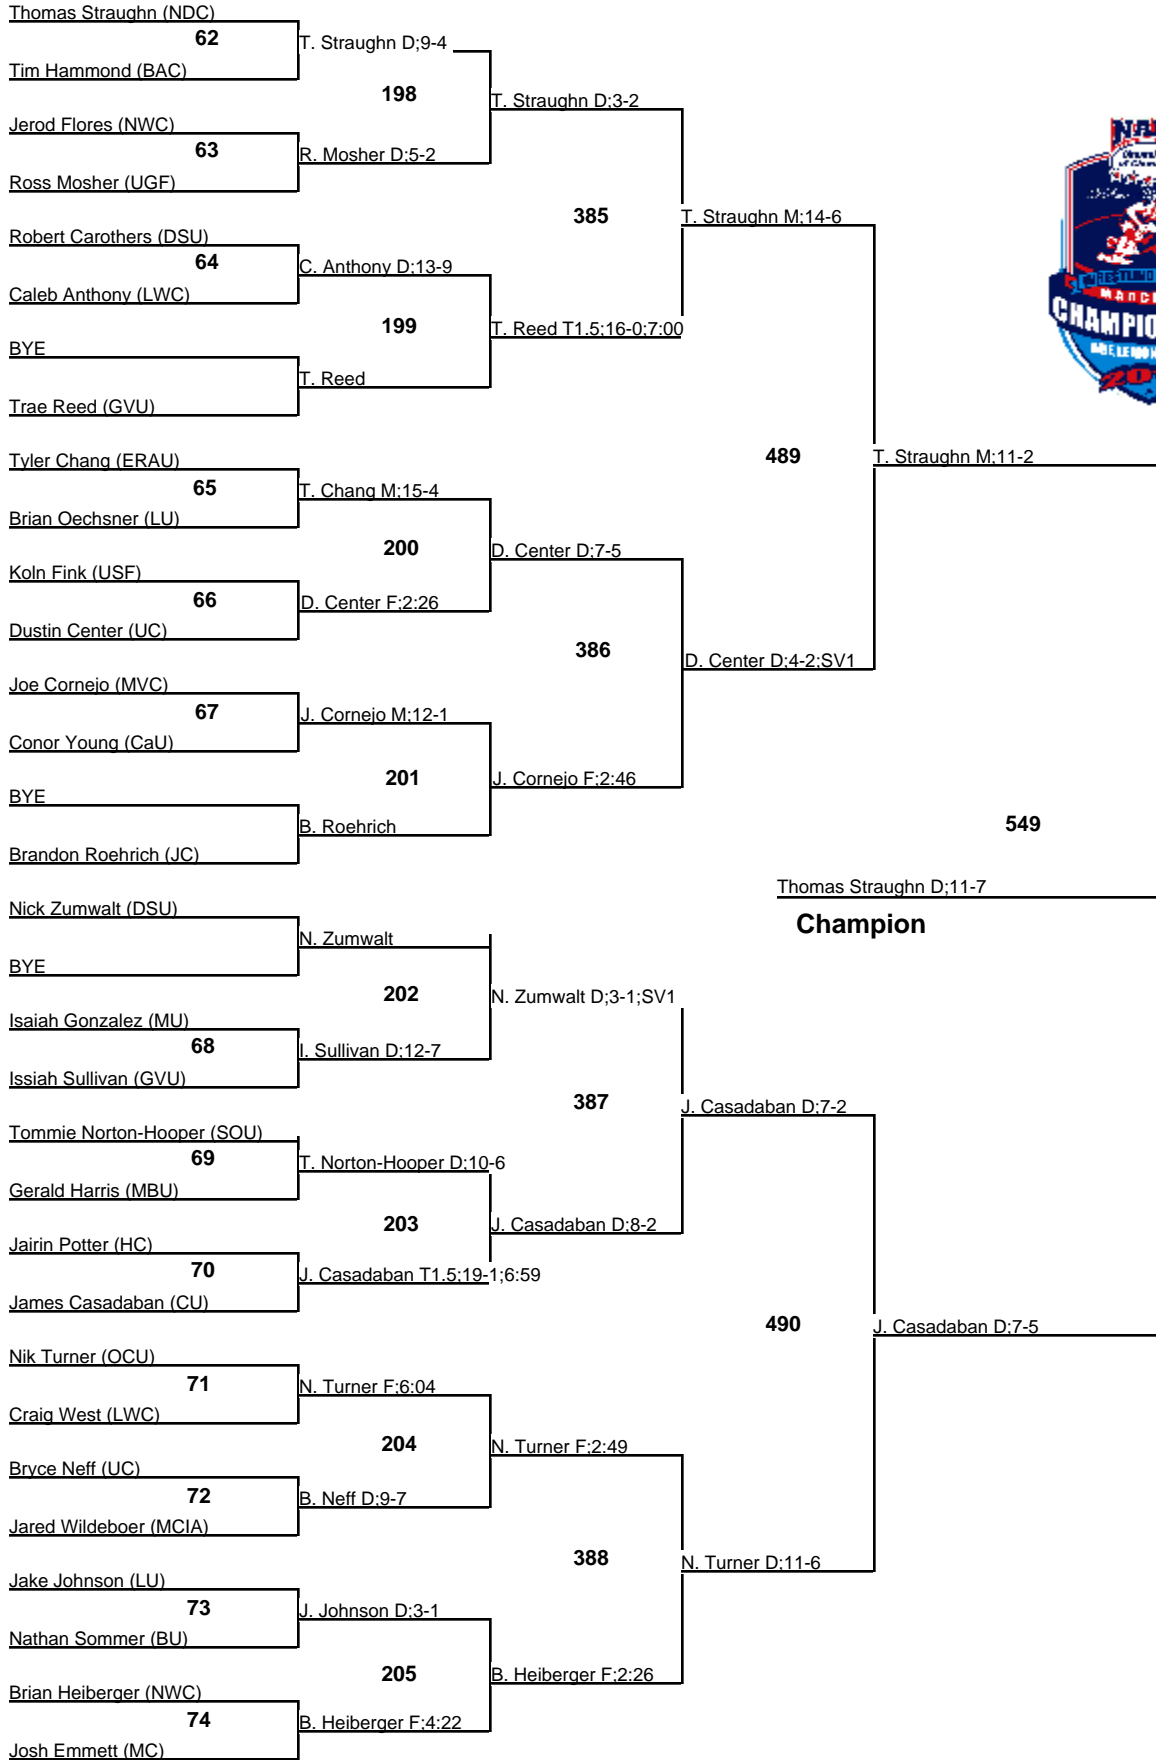 Thomas Straughn (NDC)
62
T. Straughn D;9-4
Tim Hammond (BAC)
198
T. Straughn D;3-2
Jerod Flores (NWC)
63
R. Mosher D;5-2
Ross Mosher (UGF)
385
T. Straughn M;14-6
Robert Carothers (DSU)
64
C. Anthony D;13-9
Caleb Anthony (LWC)
199
T. Reed T1.5;16-0;7:00
BYE
T. Reed
Trae Reed (GVU)
489
T. Straughn M;11-2
Tyler Chang (ERAU)
65
T. Chang M;15-4
Brian Oechsner (LU)
200
D. Center D;7-5
Koln Fink (USF)
66
D. Center F;2:26
Dustin Center (UC)
386
D. Center D;4-2;SV1
Joe Cornejo (MVC)
67
J. Cornejo M;12-1
Conor Young (CaU)
201
J. Cornejo F;2:46
BYE
B. Roehrich
Brandon Roehrich (JC)
549
Thomas Straughn D;11-7
Champion
Nick Zumwalt (DSU)
N. Zumwalt
BYE
202
N. Zumwalt D;3-1;SV1
Isaiah Gonzalez (MU)
68
I. Sullivan D;12-7
Issiah Sullivan (GVU)
387
J. Casadaban D;7-2
Tommie Norton-Hooper (SOU)
69
T. Norton-Hooper D;10-6
Gerald Harris (MBU)
203
J. Casadaban D;8-2
Jairin Potter (HC)
70
J. Casadaban T1.5;19-1;6:59
James Casadaban (CU)
490
J. Casadaban D;7-5
Nik Turner (OCU)
71
N. Turner F;6:04
Craig West (LWC)
204
N. Turner F;2:49
Bryce Neff (UC)
72
B. Neff D;9-7
Jared Wildeboer (MCIA)
388
N. Turner D;11-6
Jake Johnson (LU)
73
J. Johnson D;3-1
Nathan Sommer (BU)
205
B. Heiberger F;2:26
Brian Heiberger (NWC)
74
B. Heiberger F;4:22
Josh Emmett (MC)